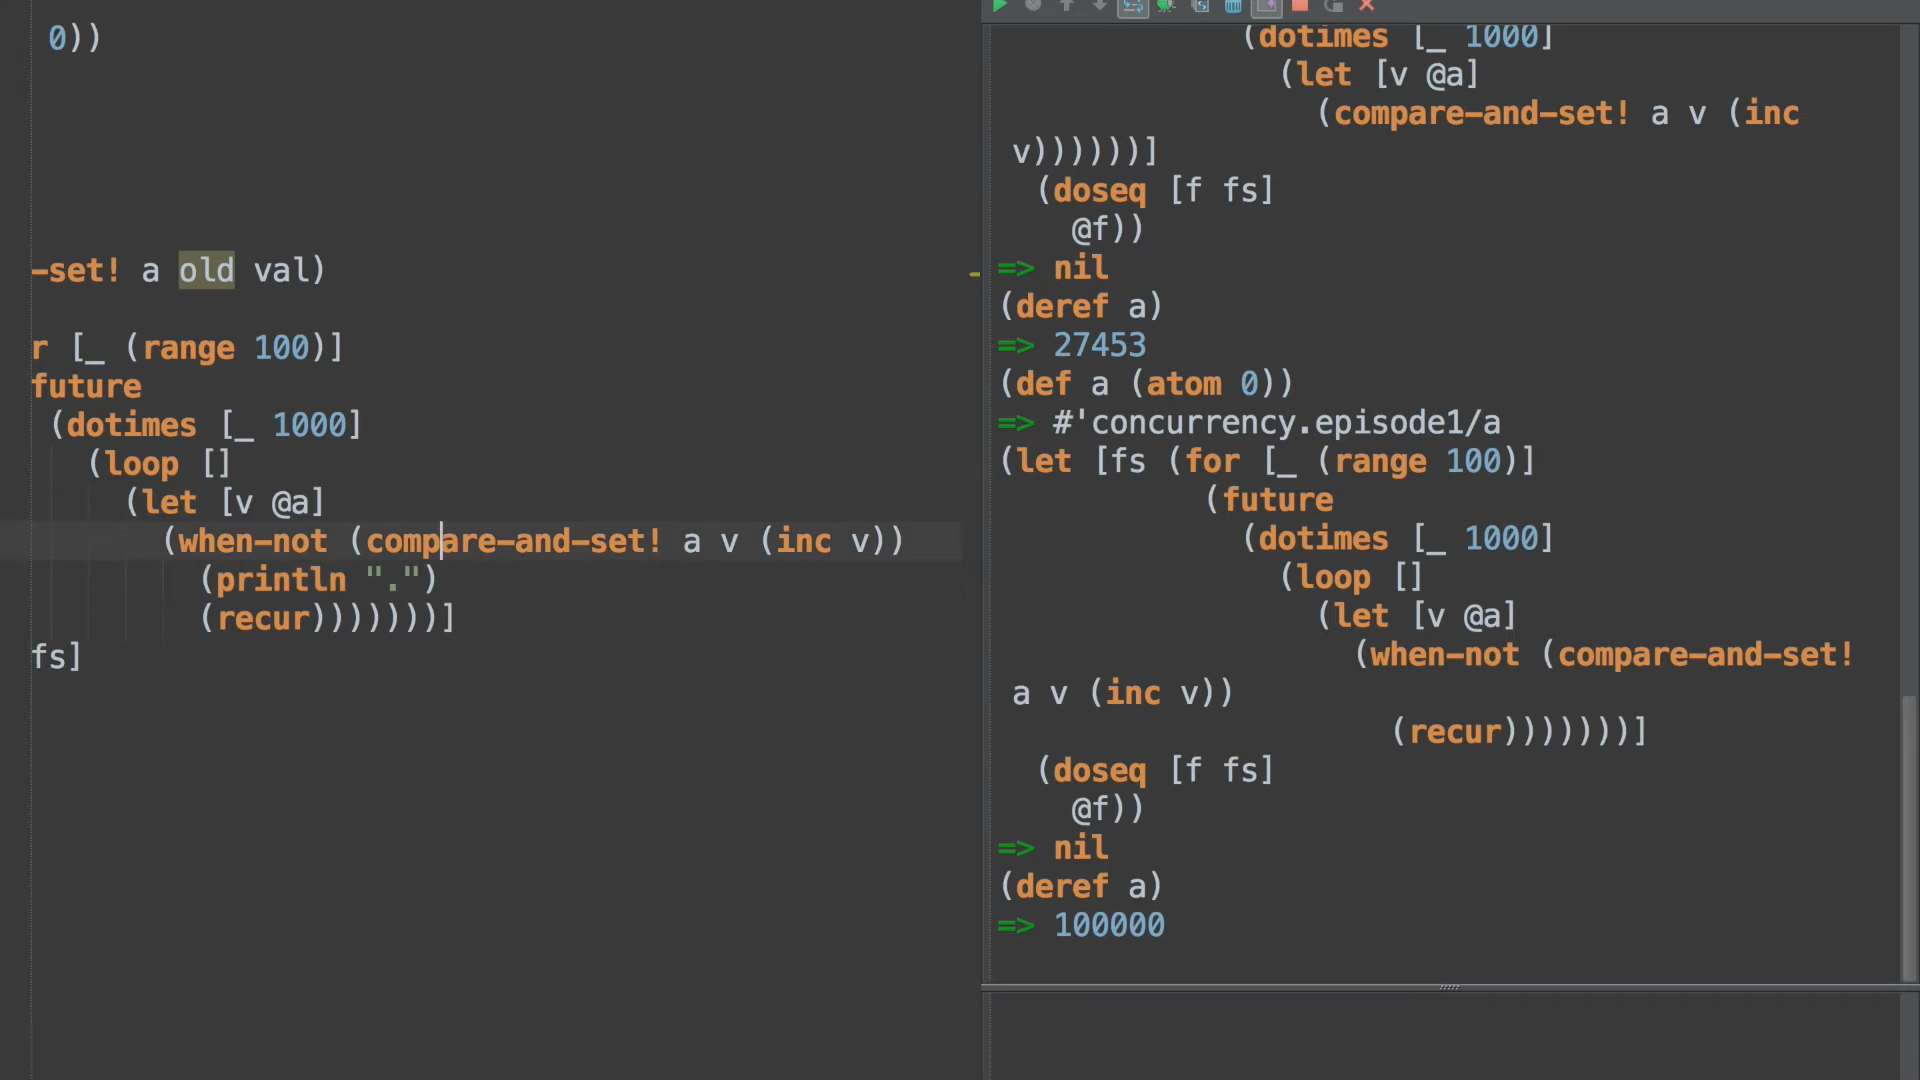 0))
-set! a old val)
r [_ (range 100)]
future
(dotimes [_ 1000]
(loop []
(let [v @a]
(when-not (compare-and-set! a v (inc v))
(println ".")
(recur)))))))]
fs]
(dotimes [_ 1000]
(let [v @a]
(compare-and-set! a v (inc
v))))))]
(doseq [f fs]
@f))
=> nil
(deref a)
=> 27453
(def a (atom 0))
=> #'concurrency.episode1/a
(let [fs (for [_ (range 100)]
(future
(dotimes [_ 1000]
(loop []
(let [v @a]
(when-not (compare-and-set!
a v (inc v))
(recur)))))))]
(doseq [f fs]
@f))
=> nil
(deref a)
=> 100000